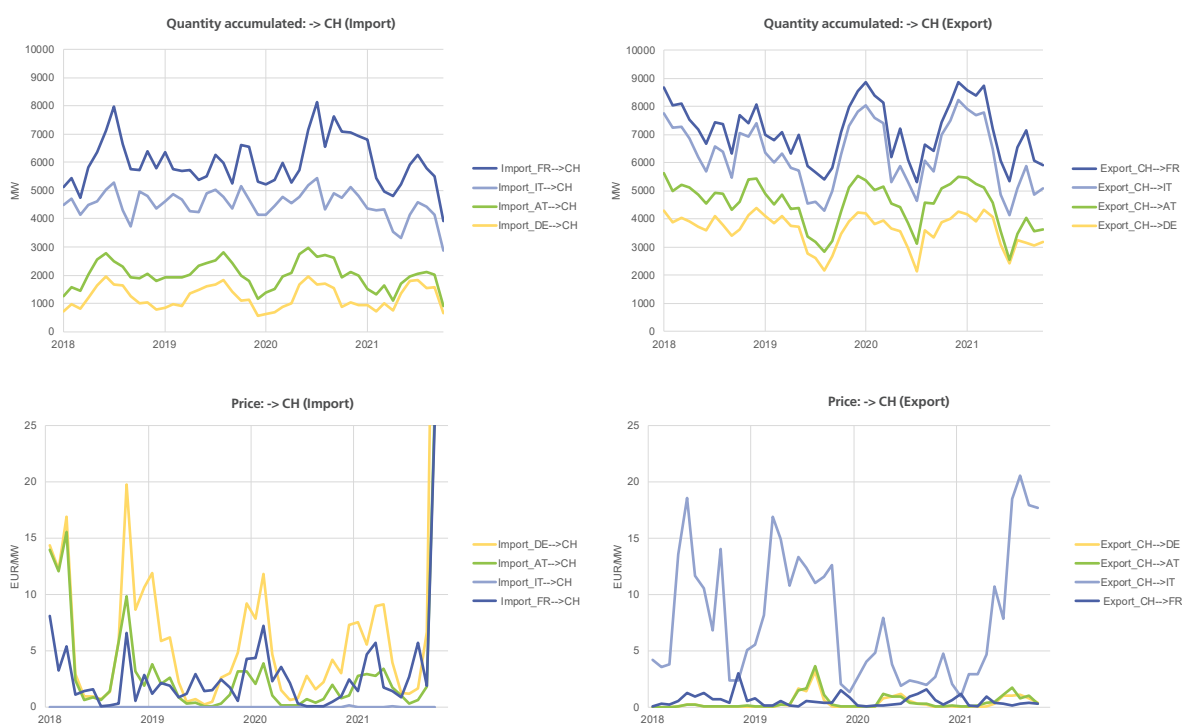 Quantity accumulated: -> CH (Import)
10000
9000
8000
7000
6000
5000
4000
3000
2000
1000
0
MW
2018
2019
2020
2021
Import_FR-->CH
Import_IT-->CH
Import_AT-->CH
Import_DE-->CH
Quantity accumulated: -> CH (Export)
10000
9000
8000
7000
6000
5000
4000
3000
2000
1000
0
MW
2018
2019
2020
2021
Export_CH-->FR
Export_CH-->IT
Export_CH-->AT
Export_CH-->DE
Price: -> CH (Import)
25
20
15
10
5
0
EUR/MW
2018
2019
2020
2021
Import_DE-->CH
Import_AT-->CH
Import_IT-->CH
Import_FR-->CH
Price: -> CH (Export)
25
20
15
10
5
0
EUR/MW
2018
2019
2020
2021
Export_CH-->DE
Export_CH-->AT
Export_CH-->IT
Export_CH-->FR